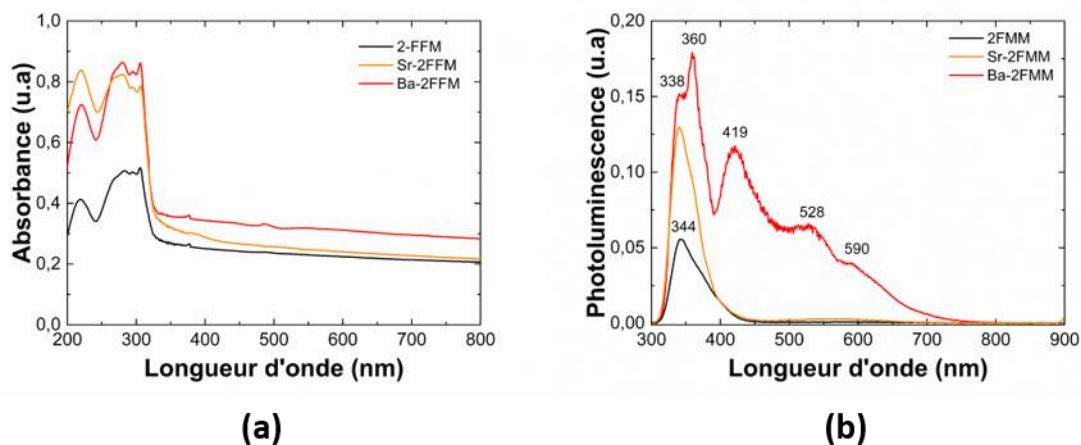 1,0
0,8
0,6
0,4
0,2
0,0
Absorbance (u.a)
2-FFM
Sr-2FFM
Ba-2FFM
200 300 400 500 600 700 800
Longueur d'onde (nm)
(a)
0,20
0,15
0,10
0,05
0,00
Photoluminescence (u.a)
360
338
419
344
528
590
2FMM
Sr-2FMM
Ba-2FMM
300 400 500 600 700 800 900
Longueur d'onde (nm)
(b)